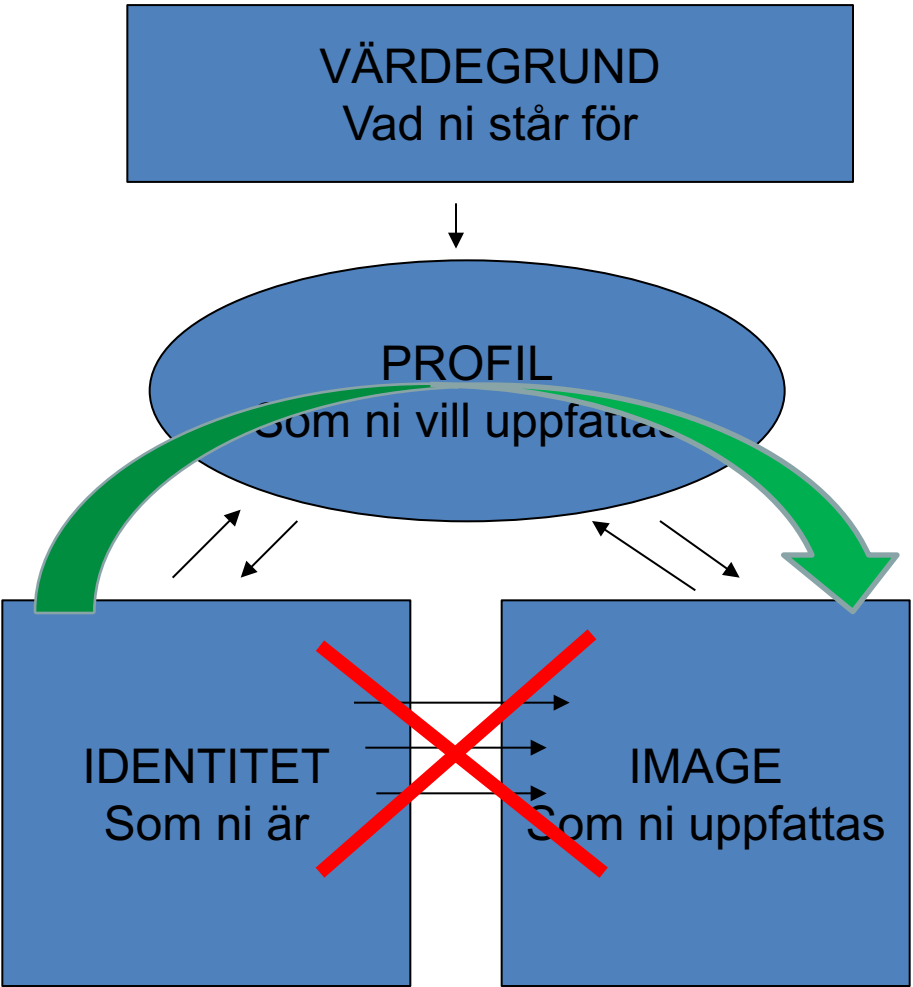 VÄRDEGRUND
Vad ni står för
PROFIL
Som ni vill uppfattas
IDENTITET
Som ni är
IMAGE
Som ni uppfattas